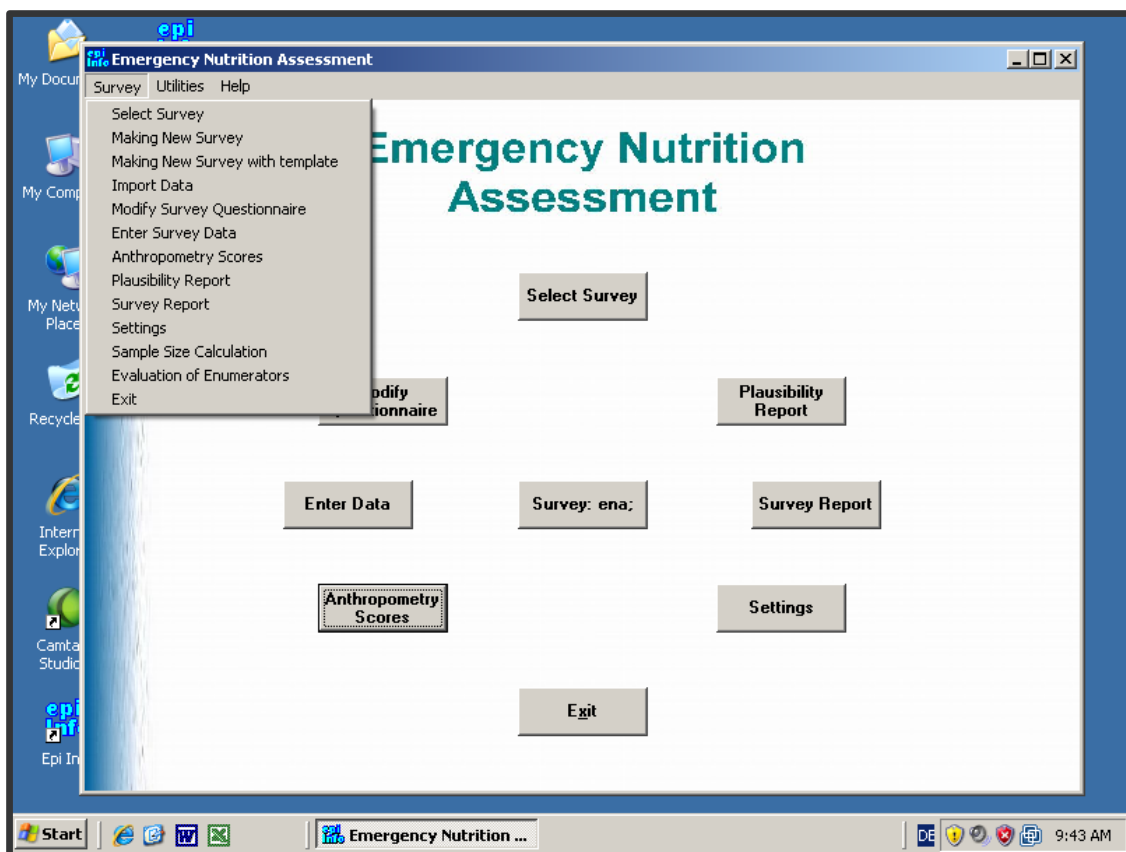 epi
My Docur
Emergency Nutrition Assessment
Survey Utilities Help
Select Survey
Making New Survey
Making New Survey with template
Import Data
Modify Survey Questionnaire
Enter Survey Data
Anthropometry Scores
Plausibility Report
Survey Report
Settings
Sample Size Calculation
Evaluation of Enumerators
Exit
Emergency Nutrition
Assessment
Select Survey
odify
ionnaire
Plausibility
Report
Enter Data
Survey: ena;
Survey Report
Anthropometry
Scores
Settings
Exit
My Comp
My Netw
Place
Recycle
Intern
Explor
Camta
Studio
epi
Inf
Epi In
Start
Emergency Nutrition ...
DE
9:43 AM